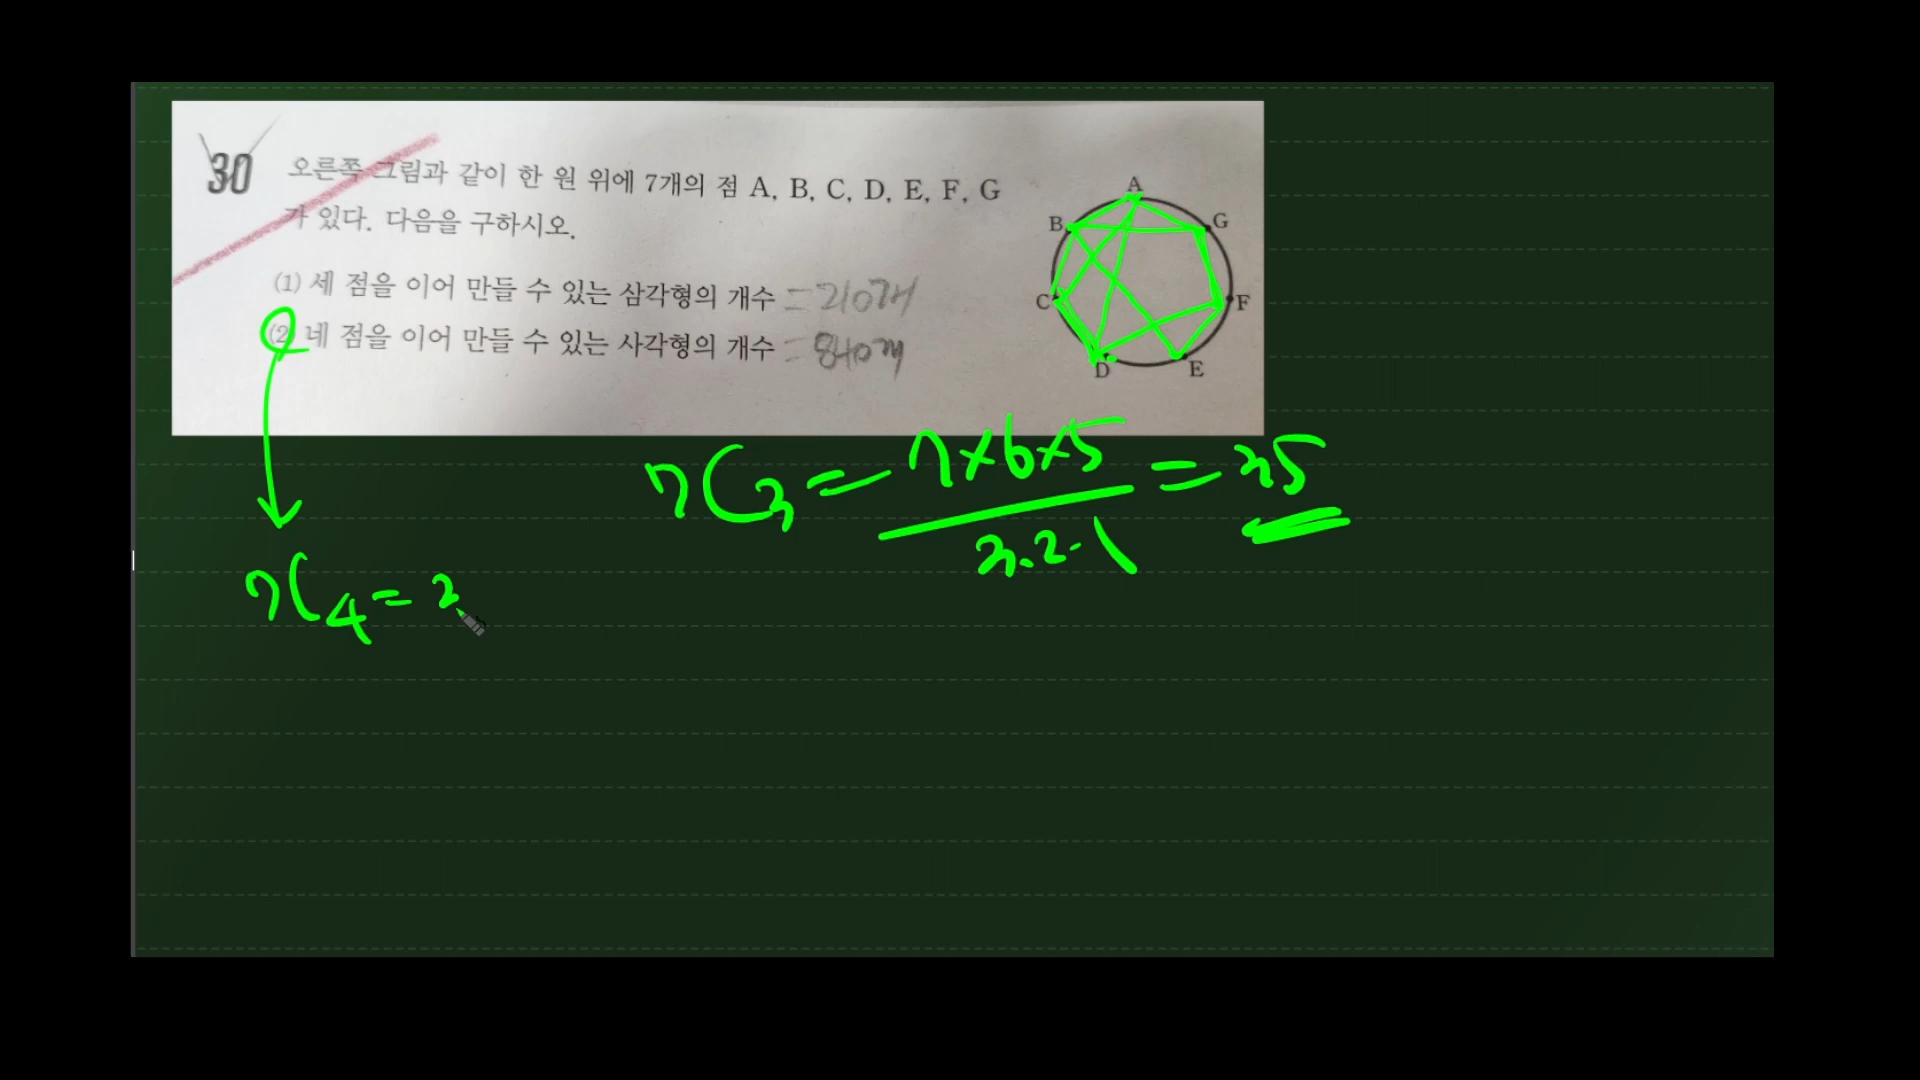 30 오른쪽 그림과 같이 한 원 위에 7개의 점 A, B, C, D, E, F, G
가 있다. 다음을 구하시오.
(1) 세 점을 이어 만들 수 있는 삼각형의 개수 = 210개
(2) 네 점을 이어 만들 수 있는 사각형의 개수 = 840개
A
B
G
C
F
D
E
7C3 = 7×6×5 / 3·2·1 = 35
7C4 = 3